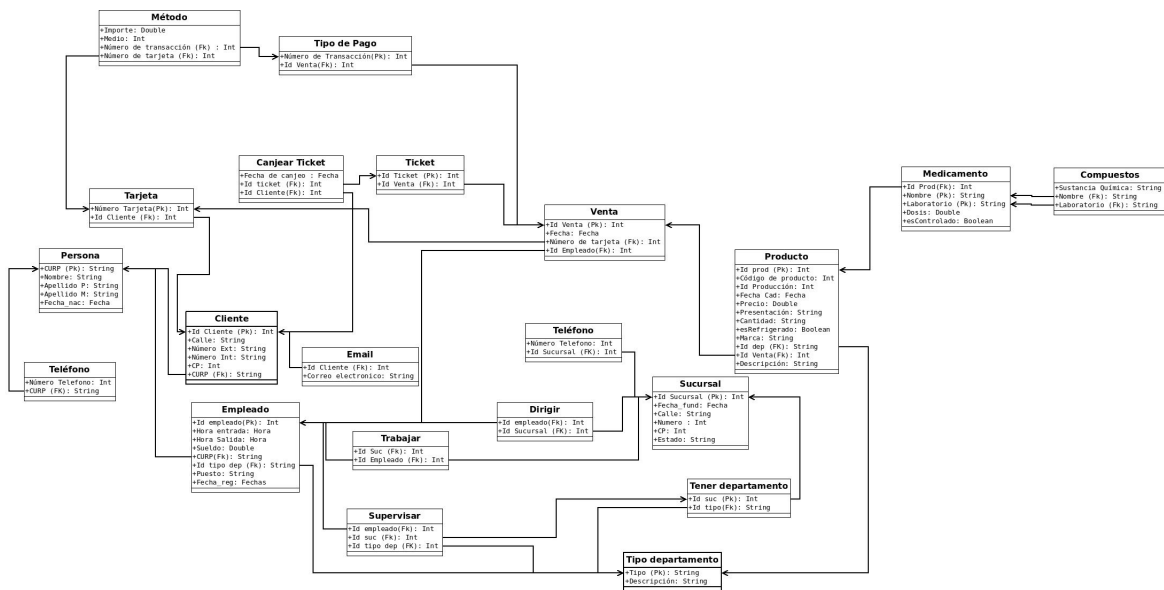 Método
+Importe: Double
+Medio: Int
+Número de transacción (Fk) : Int
+Número de tarjeta (Fk): Int
Tipo de Pago
+Número de Transacción(Pk): Int
+Id Venta(Fk): Int
Canjear Ticket
+Fecha de canjeo : Fecha
+Id ticket (Fk): Int
+Id Cliente(Fk): Int
Ticket
+Id Ticket (Pk): Int
+Id Venta (Fk): Int
Medicamento
+Id Prod(Fk): Int
+Nombre (Pk): String
+Laboratorio (Pk): String
+Dosis: Double
+esControlado: Boolean
Compuestos
+Sustancia Química: String
+Nombre (Fk): String
+Laboratorio (Fk): String
Tarjeta
+Número Tarjeta(Pk): Int
+Id Cliente (Fk): Int
Venta
+Id Venta (Pk): Int
+Fecha: Fecha
+Número de tarjeta (Fk): Int
+Id Empleado(Fk): Int
Persona
+CURP (Pk): String
+Nombre: String
+Apellido P: String
+Apellido M: String
+Fecha_nac: Fecha
Producto
+Id prod (Pk): Int
+Código de producto: Int
+Id Producción: Int
+Fecha Cad: Fecha
+Precio: Double
+Presentación: String
+Cantidad: String
+esRefrigerado: Boolean
+Marca: String
+Id dep (FK): String
+Id Venta(Fk): Int
+Descripción: String
Cliente
+Id Cliente (Pk): Int
+Calle: String
+Número Ext: String
+Número Int: String
+CP: Int
+CURP (Fk): String
Teléfono
+Número Telefono: Int
+Id Sucursal (FK): Int
Email
+Id Cliente (Fk): Int
+Correo electronico: String
Teléfono
+Número Telefono: Int
+CURP (FK): String
Sucursal
+Id Sucursal (Pk): Int
+Fecha_fund: Fecha
+Calle: String
+Numero : Int
+CP: Int
+Estado: String
Empleado
+Id empleado(Pk): Int
+Hora entrada: Hora
+Hora Salida: Hora
+Sueldo: Double
+CURP(Fk): String
+Id tipo dep (Fk): String
+Puesto: String
+Fecha_reg: Fechas
Dirigir
+Id empleado(Fk): Int
+Id Sucursal (FK): Int
Trabajar
+Id Suc (Fk): Int
+Id Empleado (Fk): Int
Tener departamento
+Id suc (Pk): Int
+Id tipo(Fk): String
Supervisar
+Id empleado(Fk): Int
+Id suc (Fk): Int
+Id tipo dep (FK): Int
Tipo departamento
+Tipo (Pk): String
+Descripción: String